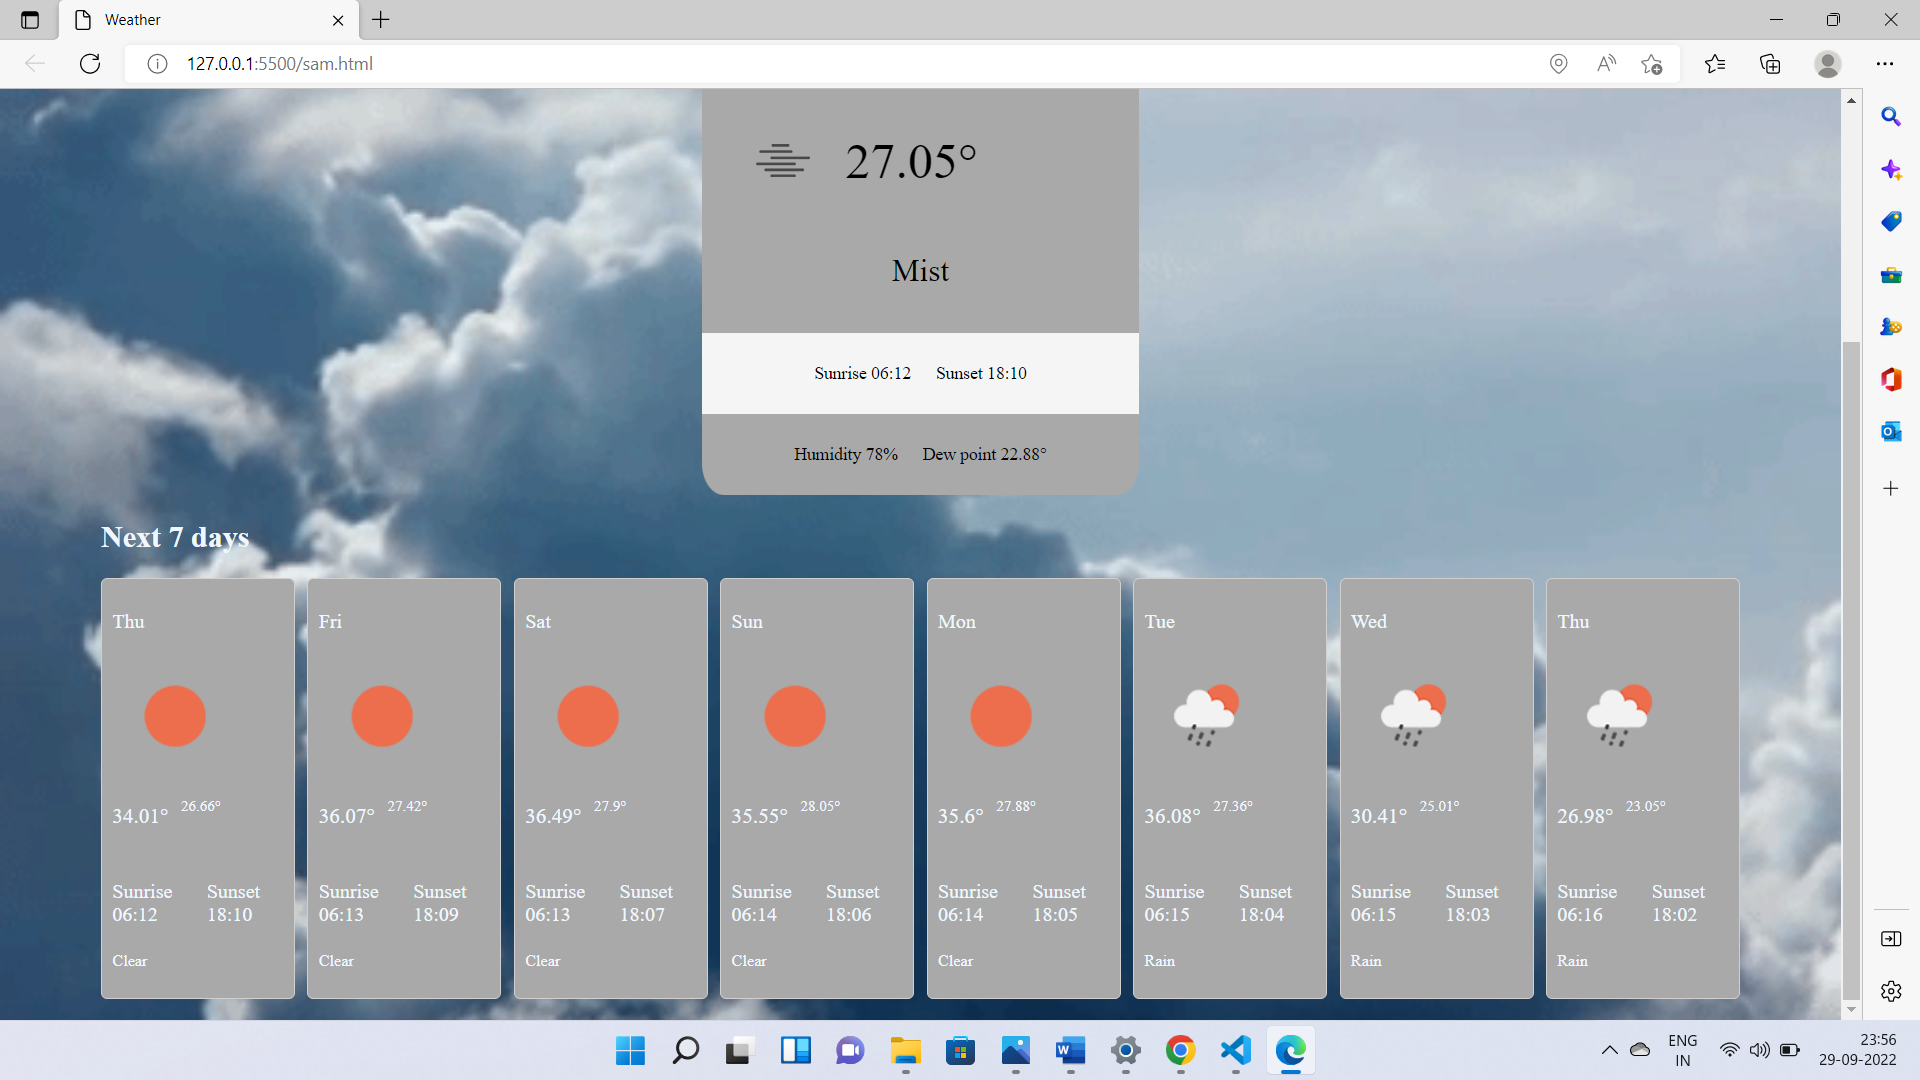 Weather
127.0.0.1:5500/sam.html
27.05°
Mist
Sunrise 06:12 Sunset 18:10
Humidity 78% Dew point 22.88°
Next 7 days
Thu
34.01° 26.66°
Sunrise Sunset
06:12 18:10
Clear
Fri
36.07° 27.42°
Sunrise Sunset
06:13 18:09
Clear
Sat
36.49° 27.9°
Sunrise Sunset
06:13 18:07
Clear
Sun
35.55° 28.05°
Sunrise Sunset
06:14 18:06
Clear
Mon
35.6° 27.88°
Sunrise Sunset
06:14 18:05
Clear
Tue
36.08° 27.36°
Sunrise Sunset
06:15 18:04
Rain
Wed
30.41° 25.01°
Sunrise Sunset
06:15 18:03
Rain
Thu
26.98° 23.05°
Sunrise Sunset
06:16 18:02
Rain
ENG
IN
23:56
29-09-2022